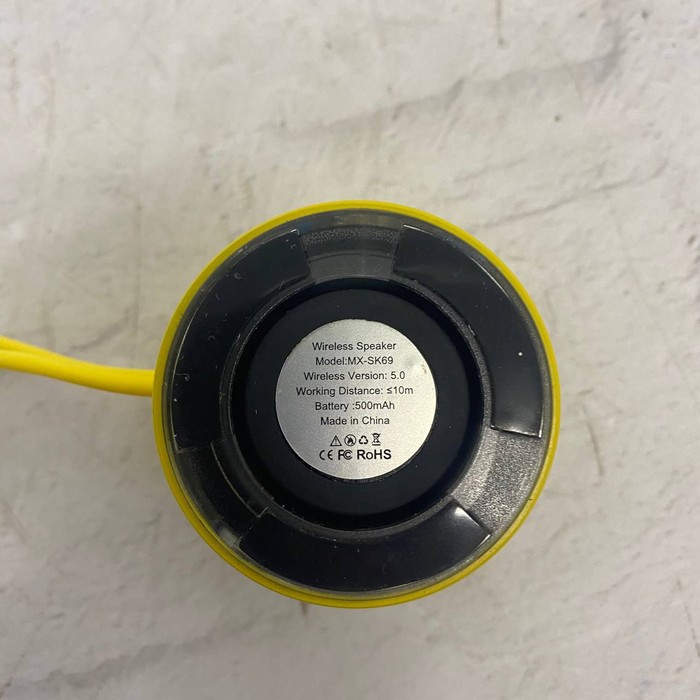 Wireless Speaker
Model:MX-SK69
Wireless Version: 5.0
Working Distance: ≤10m
Battery :500mAh
Made in China
CE FC RoHS